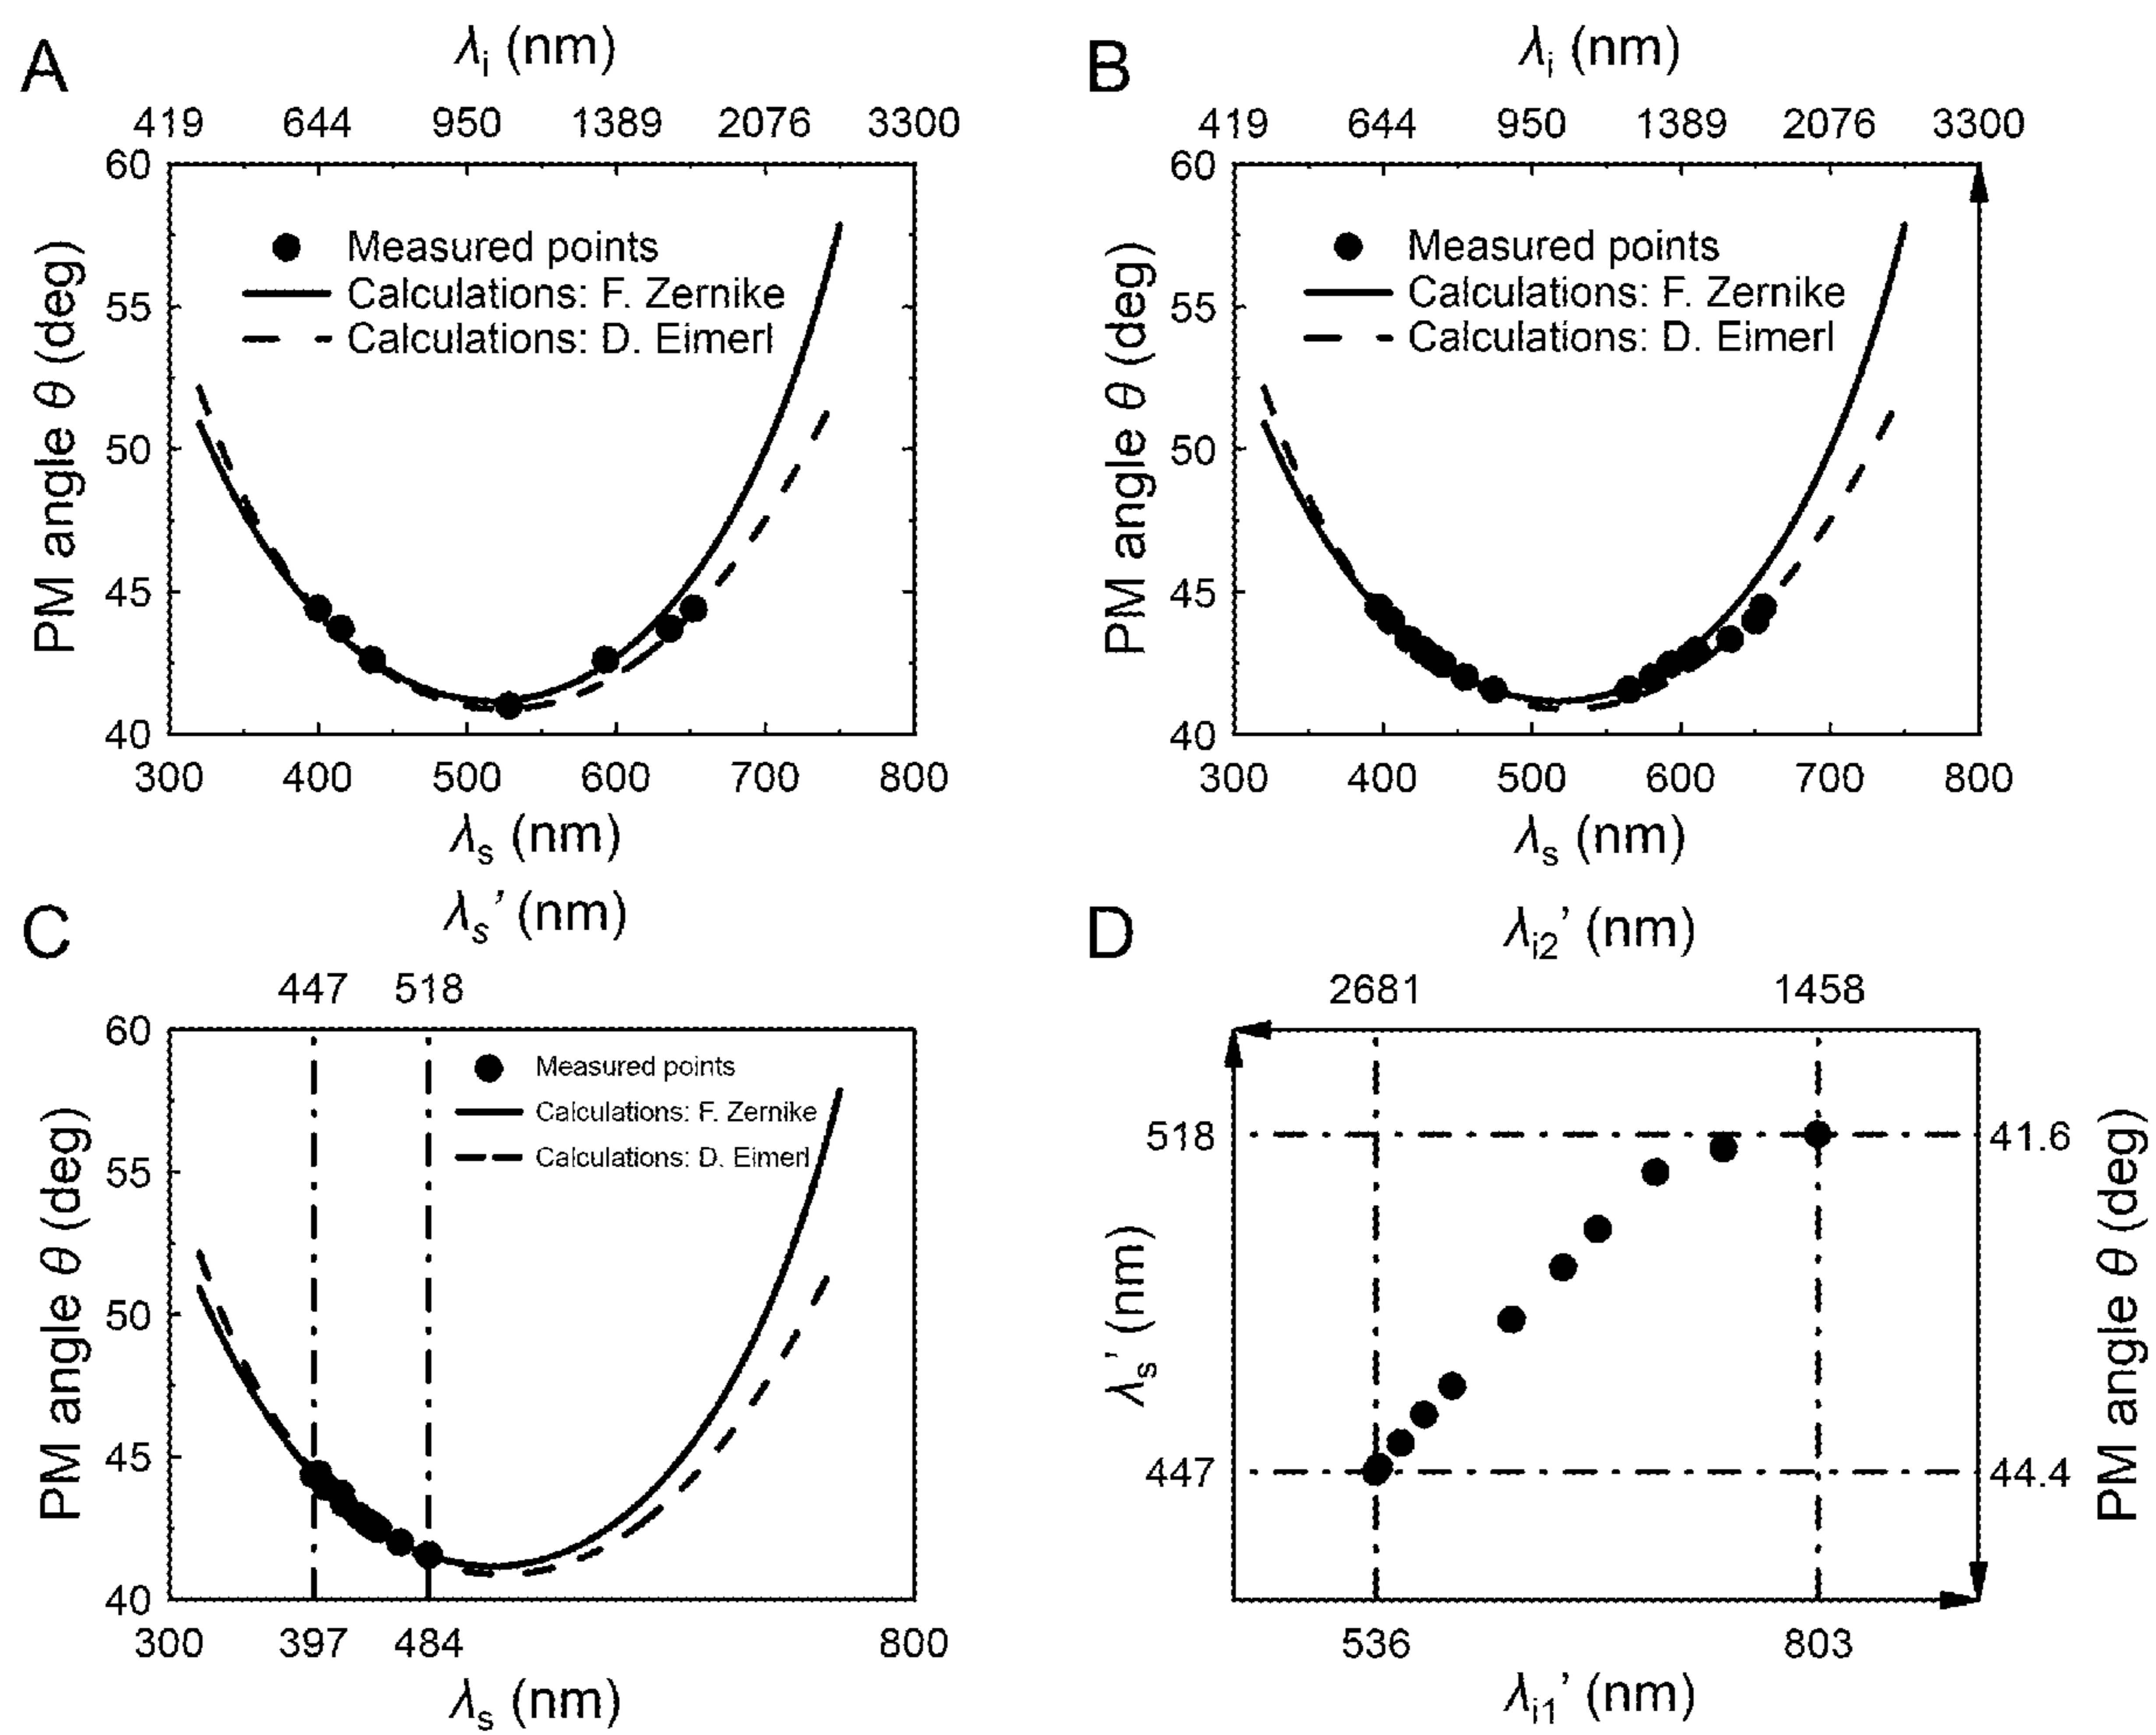 A
λi (nm)
419 644 950 1389 2076 3300
60
55
50
45
40
PM angle θ (deg)
Measured points
Calculations: F. Zernike
Calculations: D. Eimerl
300 400 500 600 700 800
λs (nm)
B
λi (nm)
419 644 950 1389 2076 3300
60
55
50
45
40
PM angle θ (deg)
Measured points
Calculations: F. Zernike
Calculations: D. Eimerl
300 400 500 600 700 800
λs (nm)
C
λs’ (nm)
447 518
60
55
50
45
40
PM angle θ (deg)
Measured points
Calculations: F. Zernike
Calculations: D. Eimerl
300 397 484 800
λs (nm)
D
λi2’ (nm)
2681 1458
518
447
λs’ (nm)
41.6
44.4
PM angle θ (deg)
536 803
λi1’ (nm)